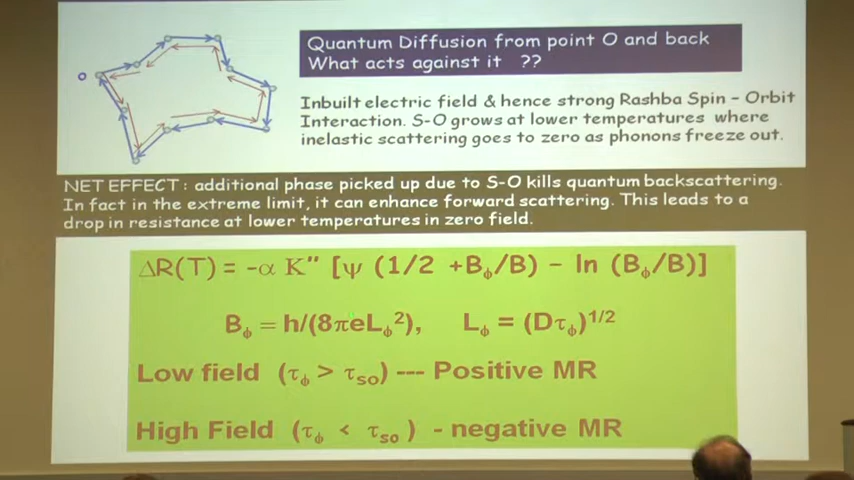 Quantum Diffusion from point O and back
What acts against it ??
O
Inbuilt electric field & hence strong Rashba Spin – Orbit
Interaction. S-O grows at lower temperatures where
inelastic scattering goes to zero as phonons freeze out.
NET EFFECT : additional phase picked up due to S-O kills quantum backscattering.
In fact in the extreme limit, it can enhance forward scattering. This leads to a
drop in resistance at lower temperatures in zero field.
ΔR(T) = -α K" [ψ (1/2 +Bϕ/B) – ln (Bϕ/B)]
Bϕ = h/(8πeLϕ²), Lϕ = (Dτϕ)^1/2
Low field (τϕ > τso) --- Positive MR
High Field (τϕ < τso ) - negative MR